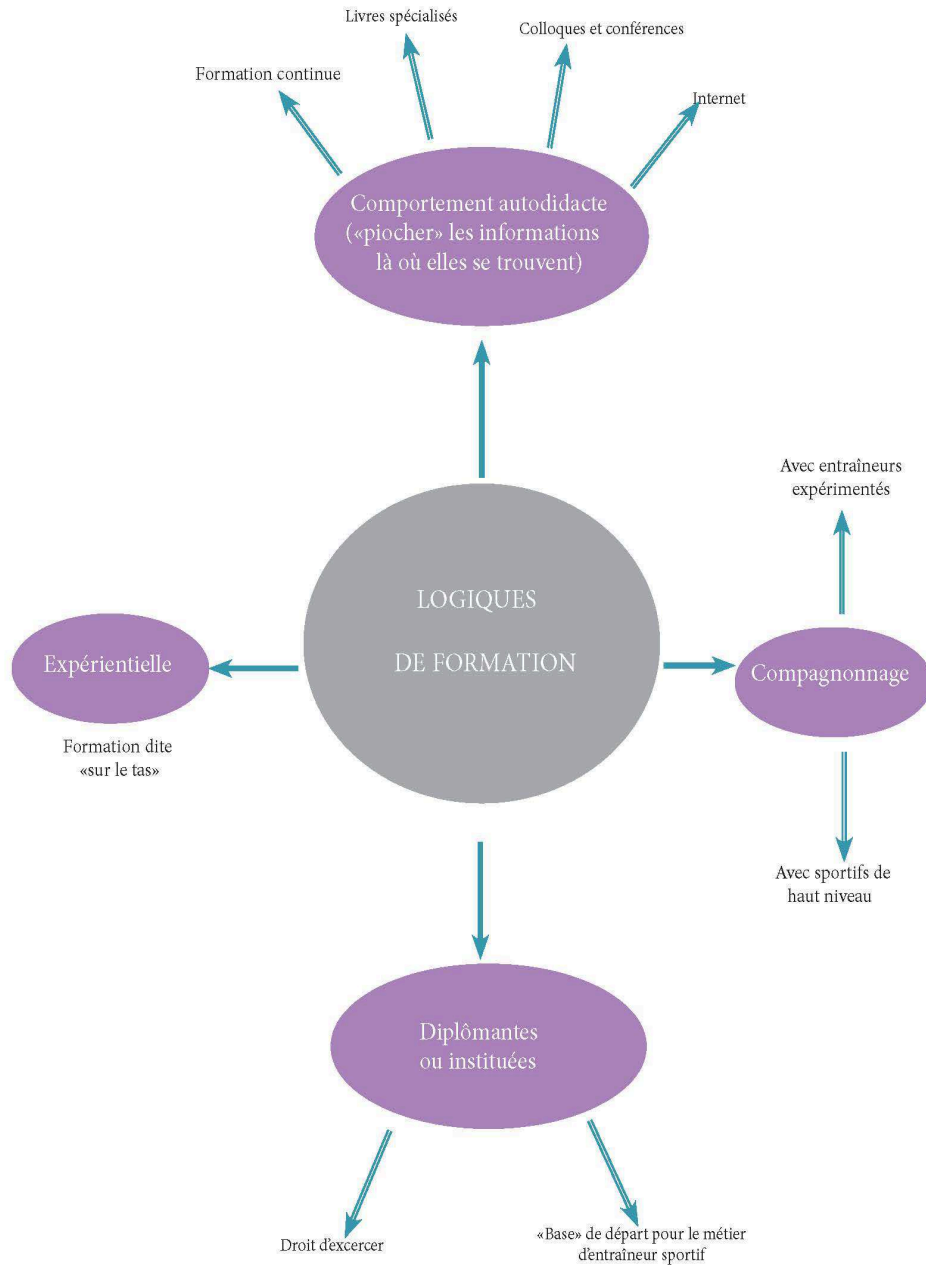 Livres spécialisés
Colloques et conférences
Formation continue
Internet
Comportement autodidacte
(«piocher» les informations
là où elles se trouvent)
Avec entraîneurs
expérimentés
LOGIQUES
DE FORMATION
Expérientielle
Compagnonnage
Formation dite
«sur le tas»
Avec sportifs de
haut niveau
Diplômantes
ou instituées
Droit d'excercer
«Base» de départ pour le métier
d'entraîneur sportif